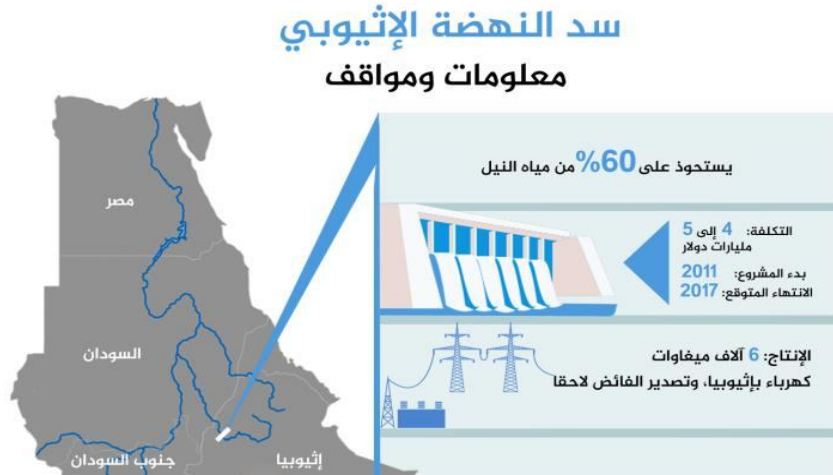 سد النهضة الإثيوبي
معلومات ومواقف
يستحوذ على 60% من مياه النيل
التكلفة: 4 إلى 5
مليارات دولار
بدء المشروع: 2011
الانتهاء المتوقع: 2017
الإنتاج: 6 آلاف ميغاوات
كهرباء بإثيوبيا، وتصدير الفائض لاحقا
مصر
السودان
جنوب السودان
إثيوبيا